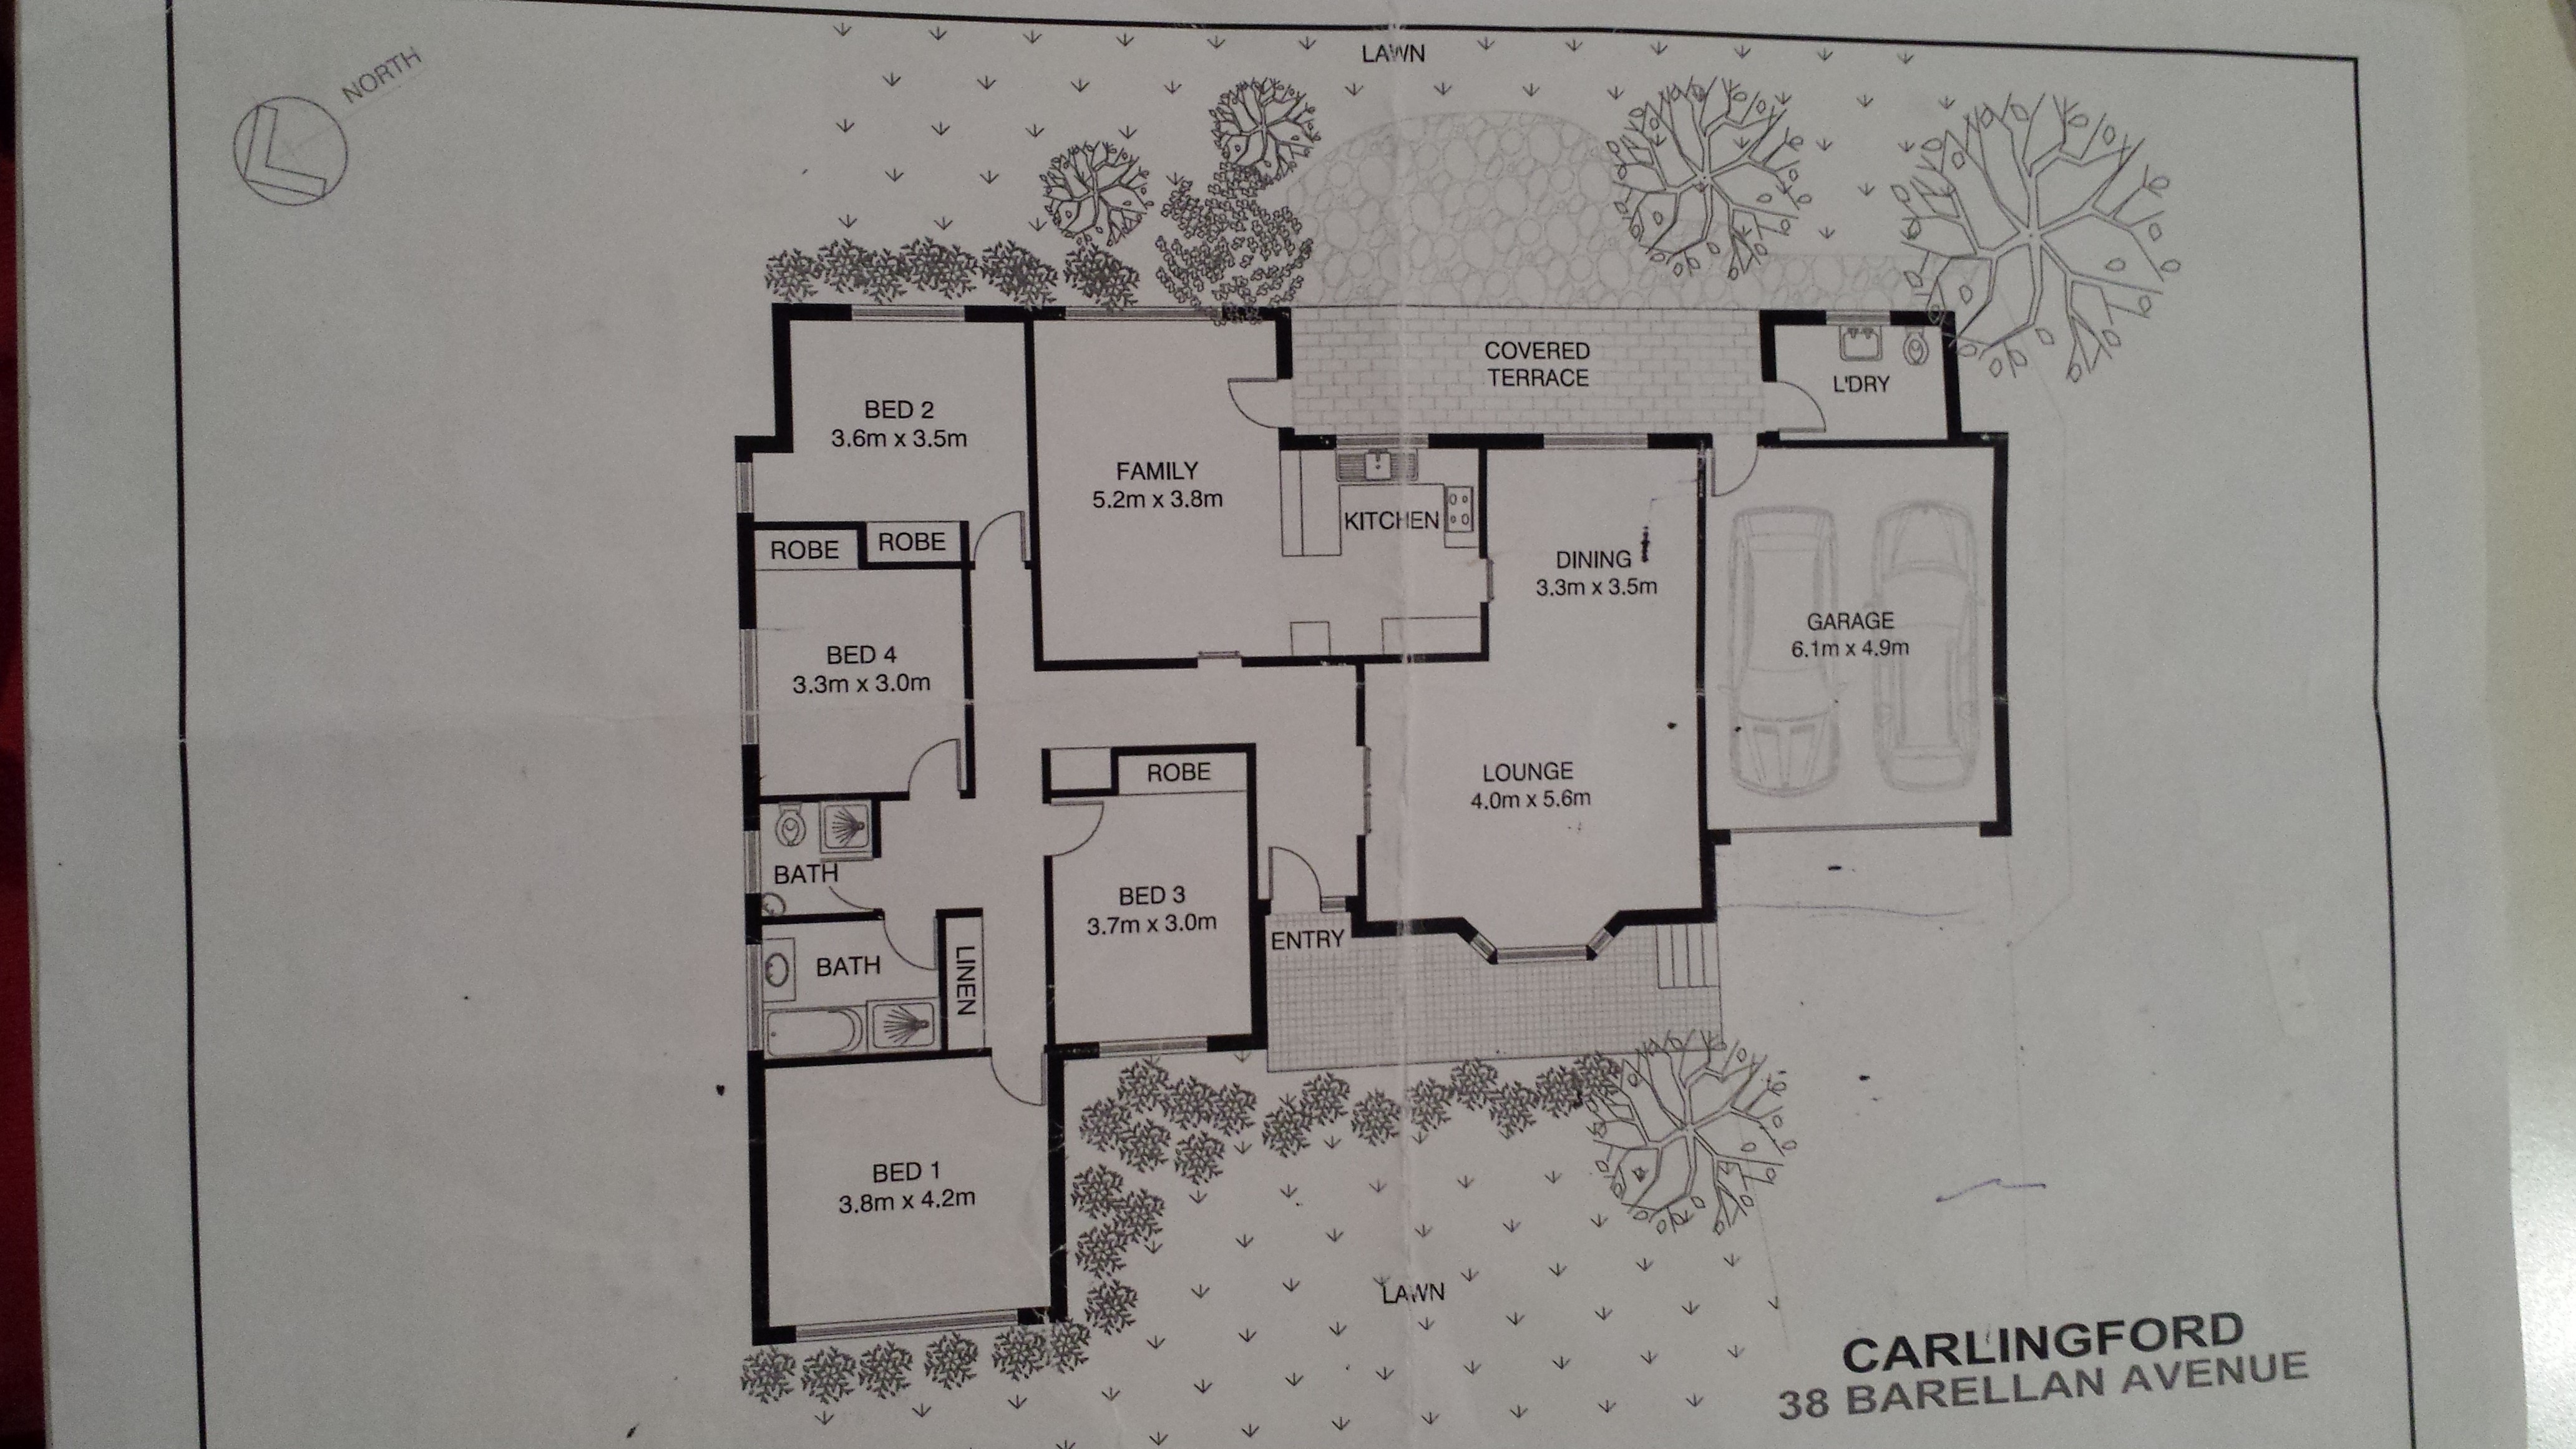 LAWN
NORTH
COVERED
TERRACE
L'DRY
BED 2
3.6m x 3.5m
FAMILY
5.2m x 3.8m
KITCHEN
DINING
3.3m x 3.5m
ROBE
ROBE
GARAGE
6.1m x 4.9m
BED 4
3.3m x 3.0m
ROBE
LOUNGE
4.0m x 5.6m
BATH
BED 3
3.7m x 3.0m
ENTRY
BATH
LINEN
BED 1
3.8m x 4.2m
LAWN
CARLINGFORD
38 BARELLAN AVENUE